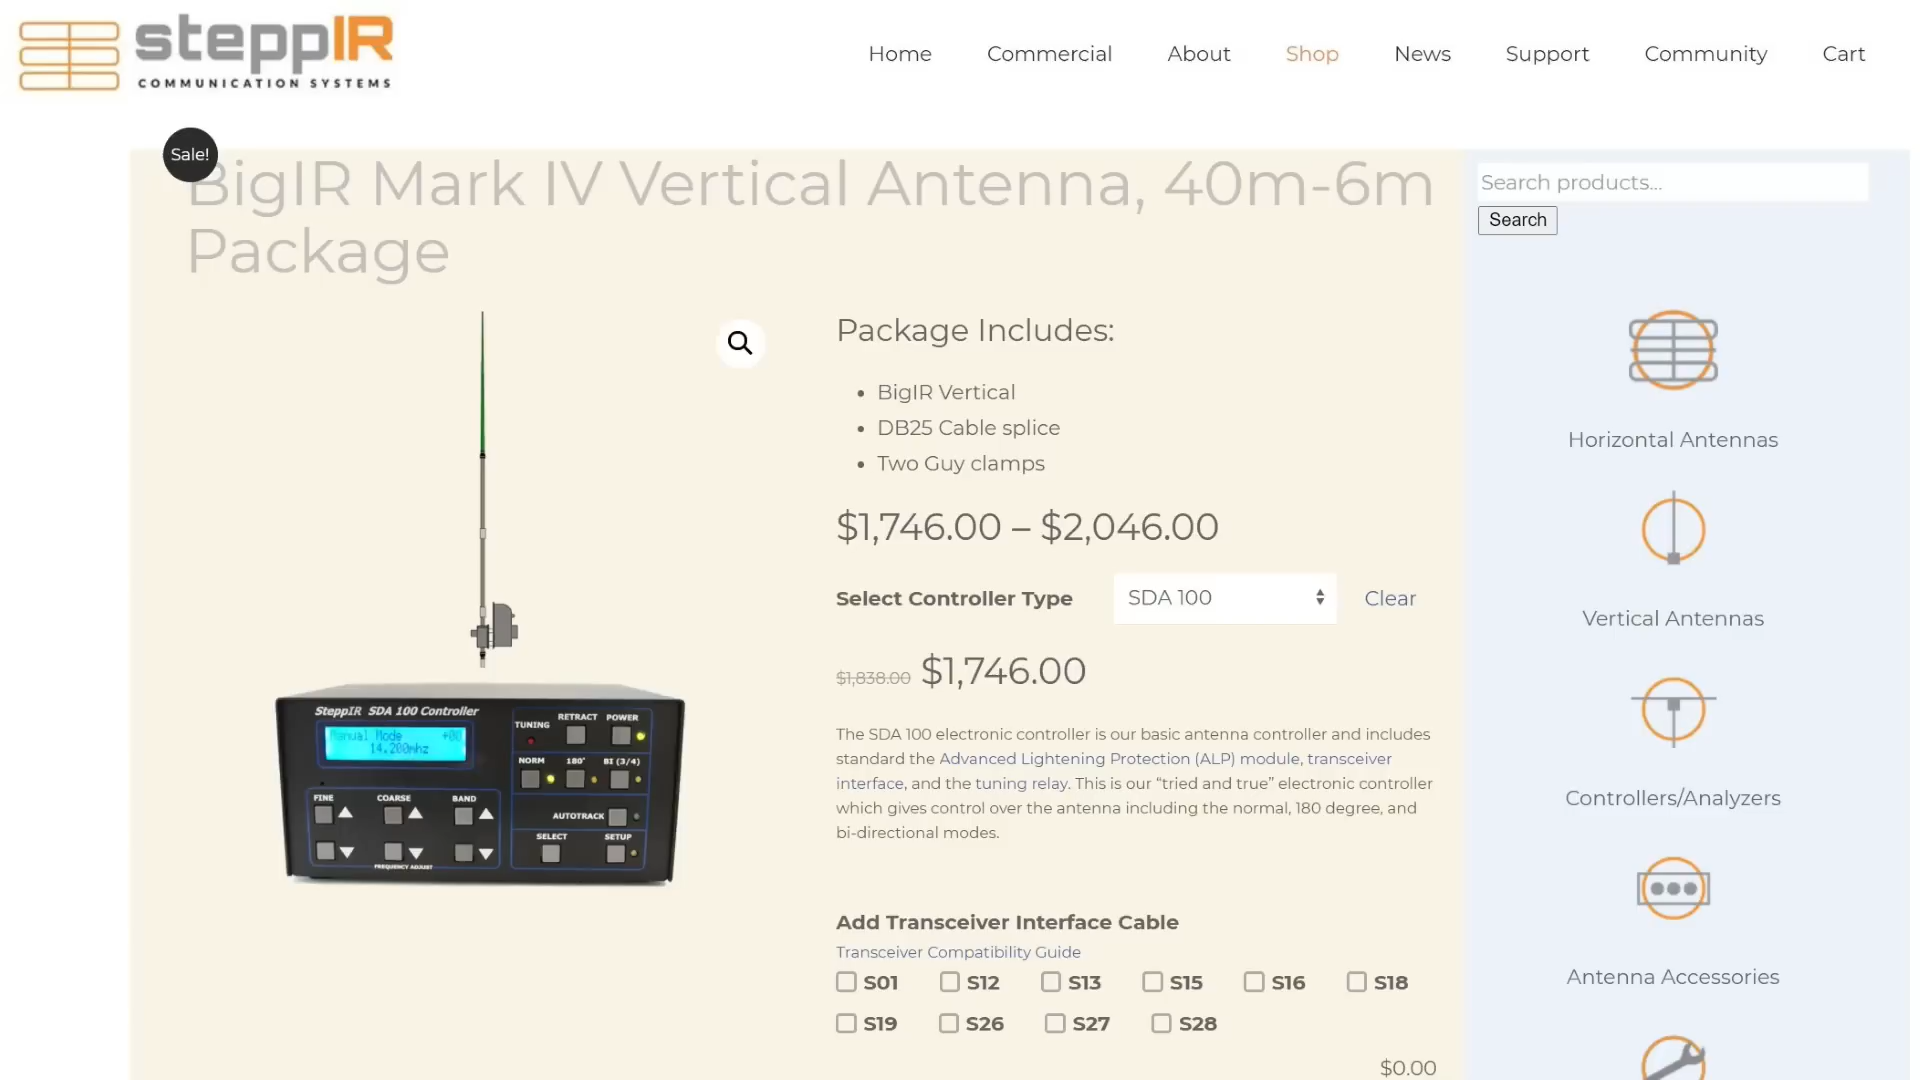 steppIR
COMMUNICATION SYSTEMS
Home Commercial About Shop News Support Community Cart
Sale!
BigIR Mark IV Vertical Antenna, 40m-6m
Package
Search products...
Search
Package Includes:
• BigIR Vertical
• DB25 Cable splice
• Two Guy clamps
$1,746.00 – $2,046.00
Select Controller Type SDA 100 Clear
$1,838.00 $1,746.00
The SDA 100 electronic controller is our basic antenna controller and includes
standard the Advanced Lightening Protection (ALP) module, transceiver
interface, and the tuning relay. This is our “tried and true” electronic controller
which gives control over the antenna including the normal, 180 degree, and
bi-directional modes.
Add Transceiver Interface Cable
Transceiver Compatibility Guide
S01 S12 S13 S15 S16 S18
S19 S26 S27 S28
$0.00
SteppIR SDA 100 Controller
Manual Mode +00
14.200mhz
TUNING RETRACT POWER
NORM 180° BI (3/4)
FINE COARSE BAND
AUTOTRACK
SELECT SETUP
FREQUENCY ADJUST
Horizontal Antennas
Vertical Antennas
Controllers/Analyzers
Antenna Accessories